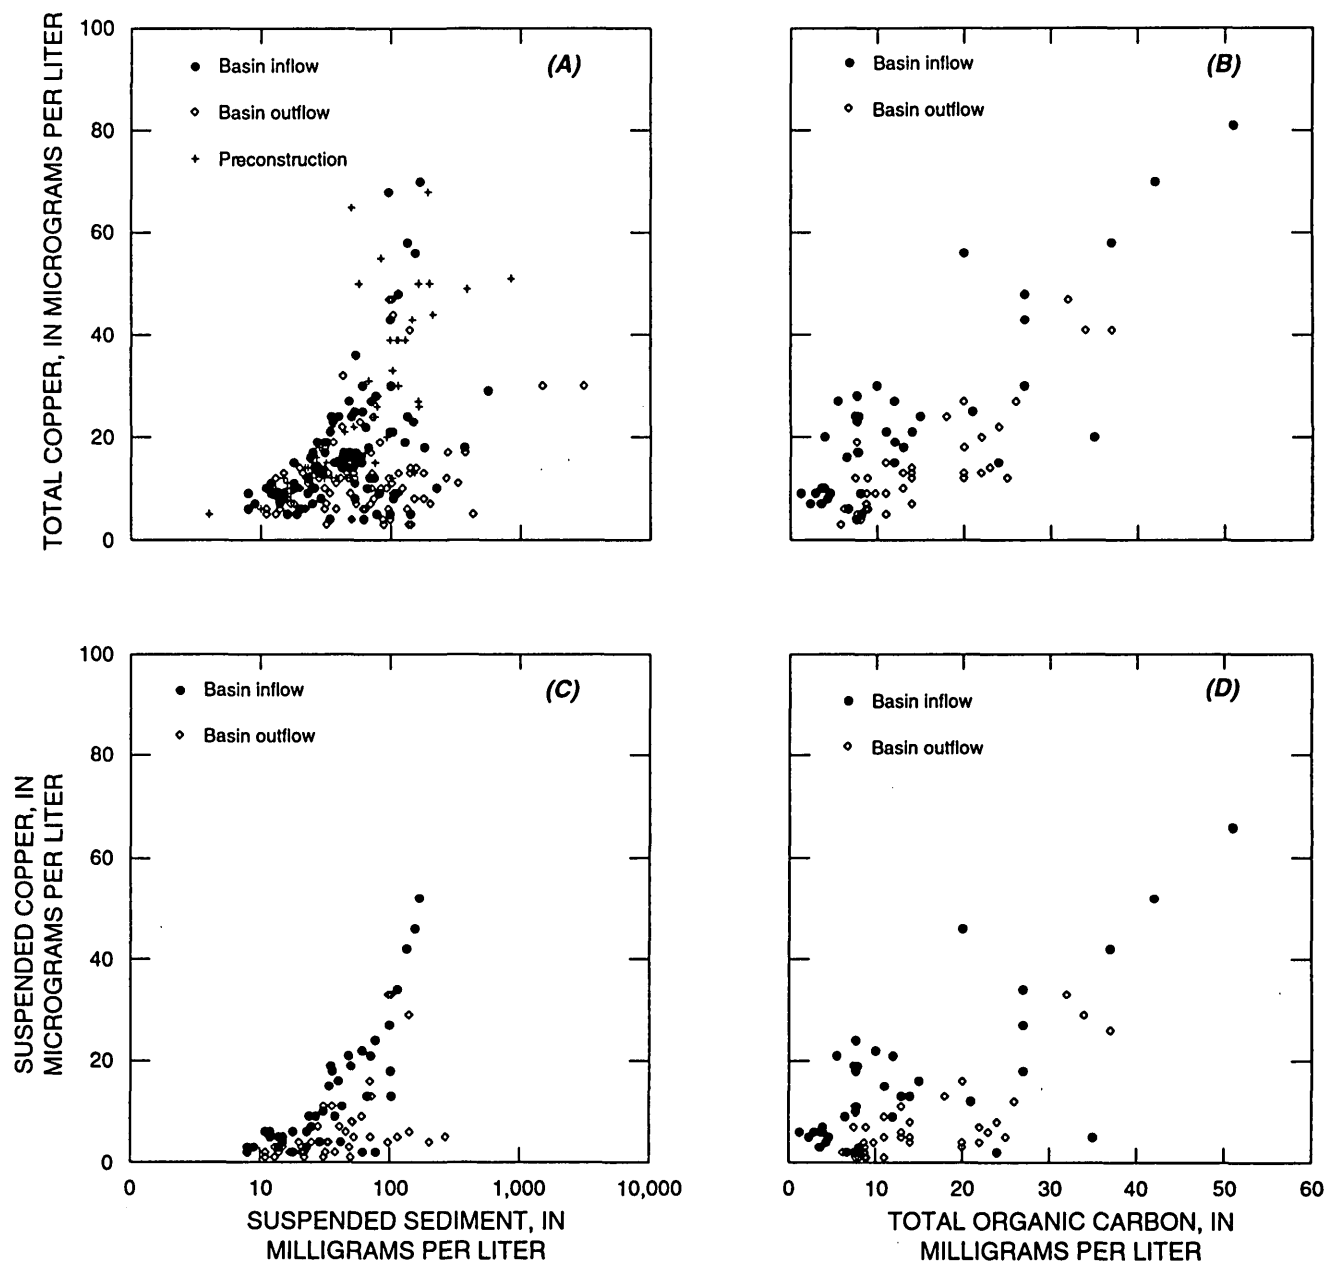 TOTAL COPPER, IN MICROGRAMS PER LITER
100
80
60
40
20
0
Basin inflow
Basin outflow
Preconstruction
(A)
Basin inflow
Basin outflow
(B)
SUSPENDED COPPER, IN
MICROGRAMS PER LITER
100
80
60
40
20
0
Basin inflow
Basin outflow
(C)
0 10 100 1,000 10,000
SUSPENDED SEDIMENT, IN
MILLIGRAMS PER LITER
Basin inflow
Basin outflow
(D)
0 10 20 30 40 50 60
TOTAL ORGANIC CARBON, IN
MILLIGRAMS PER LITER